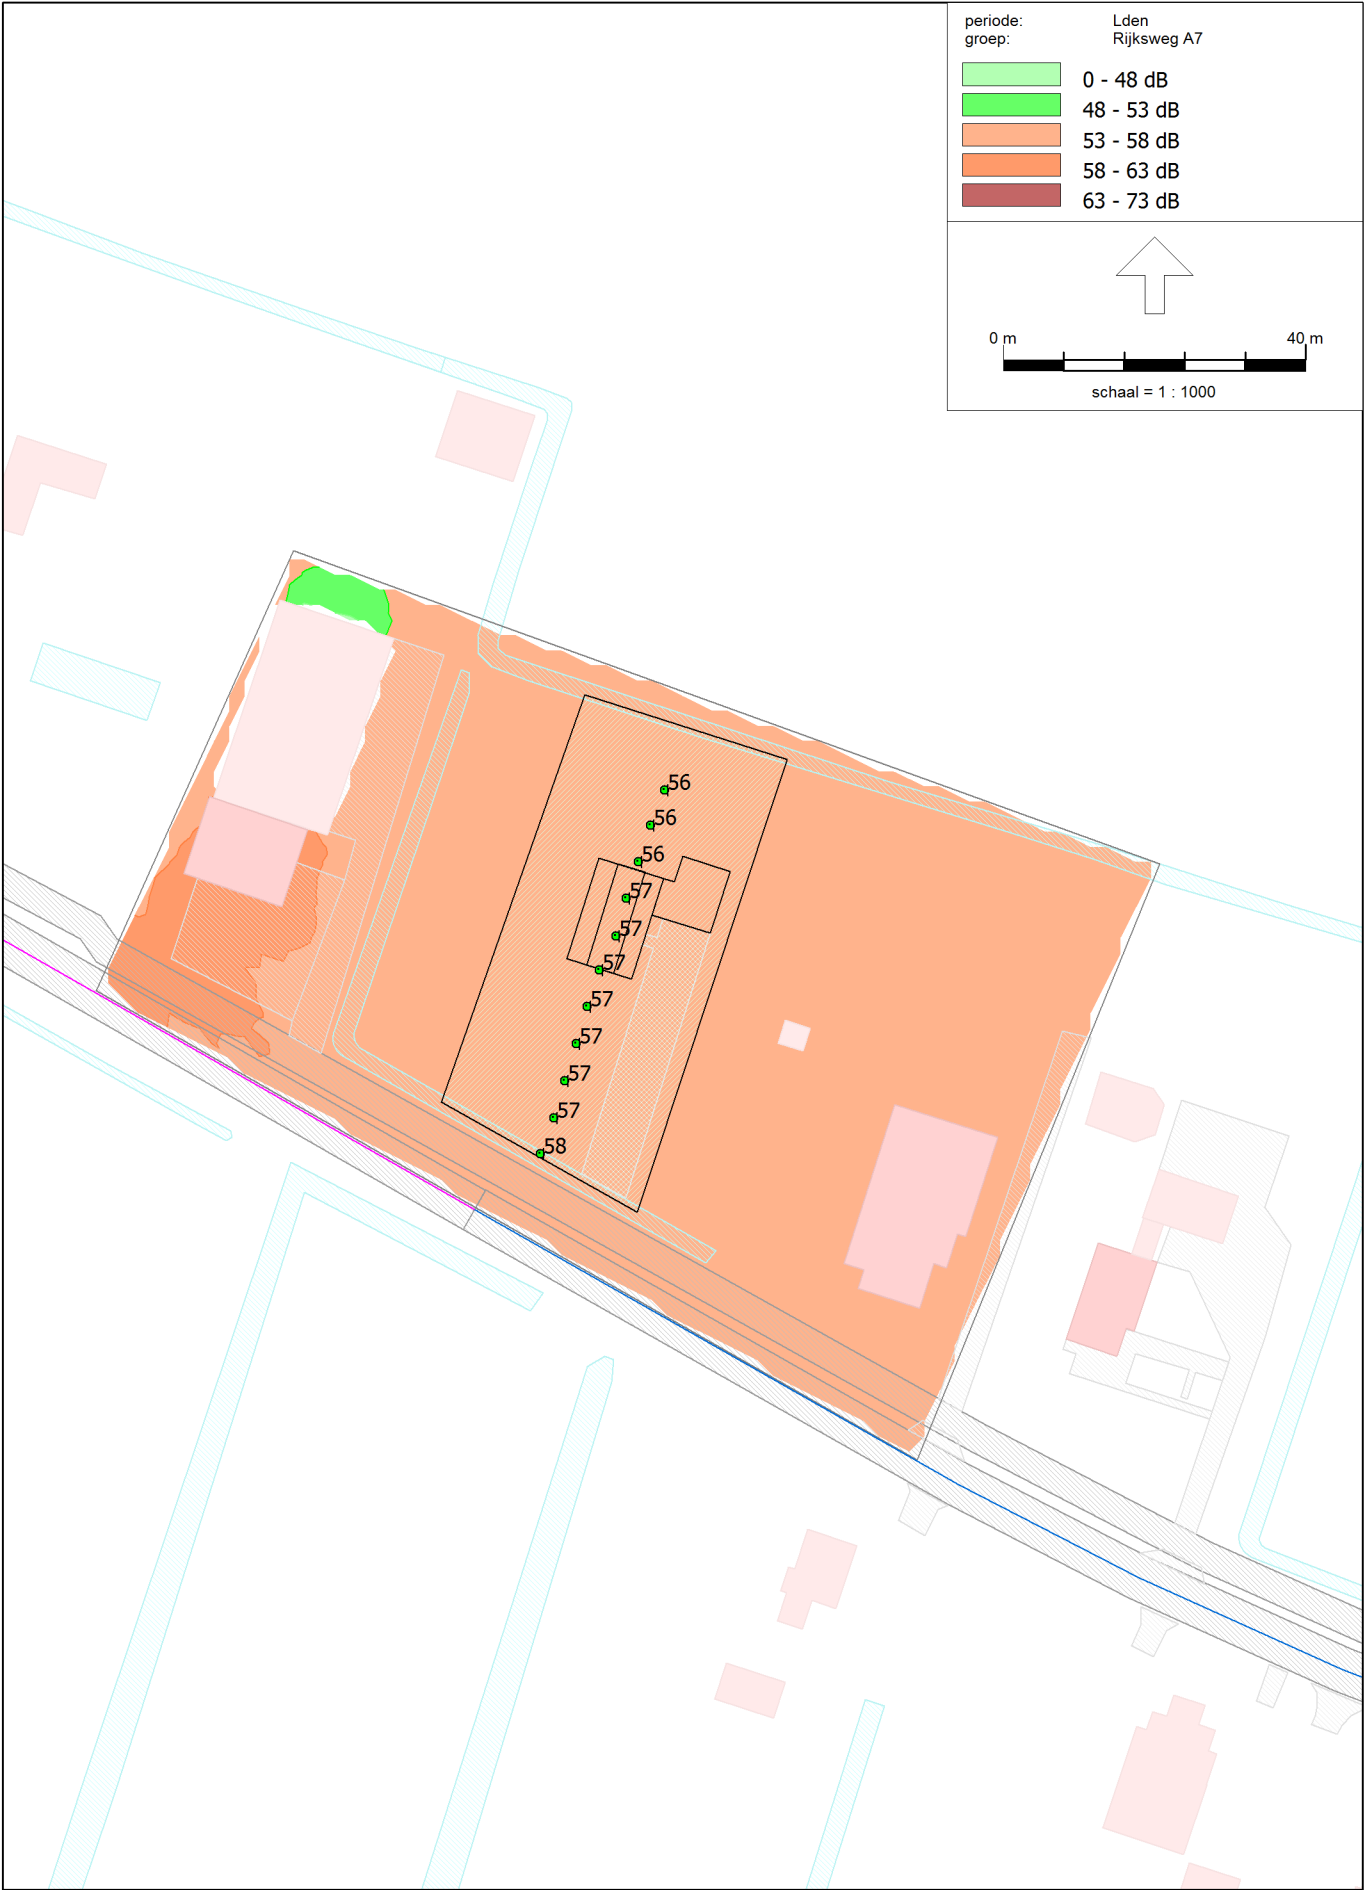 periode: Lden
groep: Rijksweg A7
0 - 48 dB
48 - 53 dB
53 - 58 dB
58 - 63 dB
63 - 73 dB
0 m 40 m
schaal = 1 : 1000
56
56
56
57
57
57
57
57
57
57
58